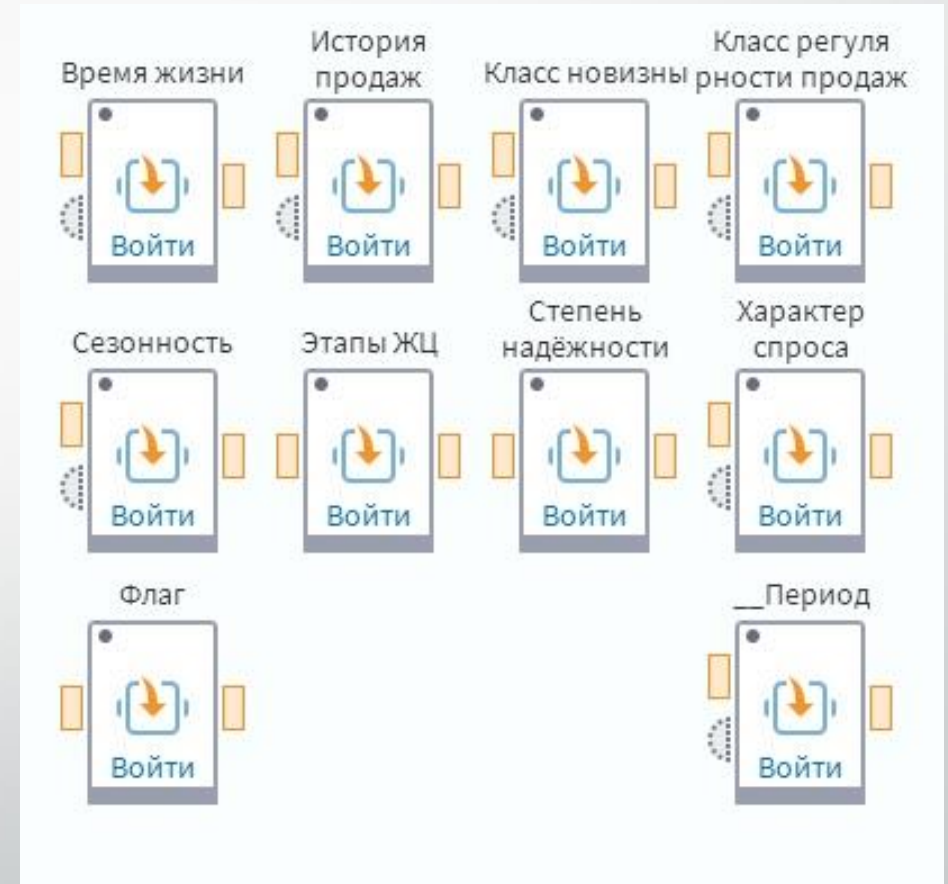 Время жизни
История
продаж
Класс новизны
Класс регуля
рности продаж
Войти
Войти
Войти
Войти
Сезонность
Этапы ЖЦ
Степень
надёжности
Характер
спроса
Войти
Войти
Войти
Войти
Флаг
__Период
Войти
Войти